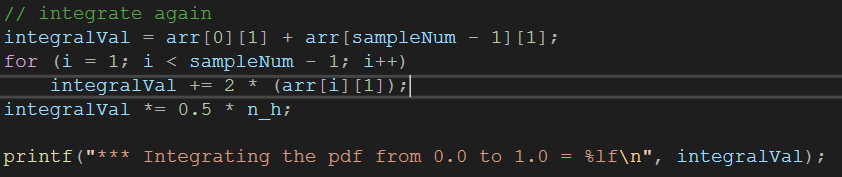 // integrate again
integralVal = arr[0][1] + arr[sampleNum - 1][1];
for (i = 1; i < sampleNum - 1; i++)
    integralVal += 2 * (arr[i][1]);
integralVal *= 0.5 * n_h;

printf("*** Integrating the pdf from 0.0 to 1.0 = %lf\n", integralVal);